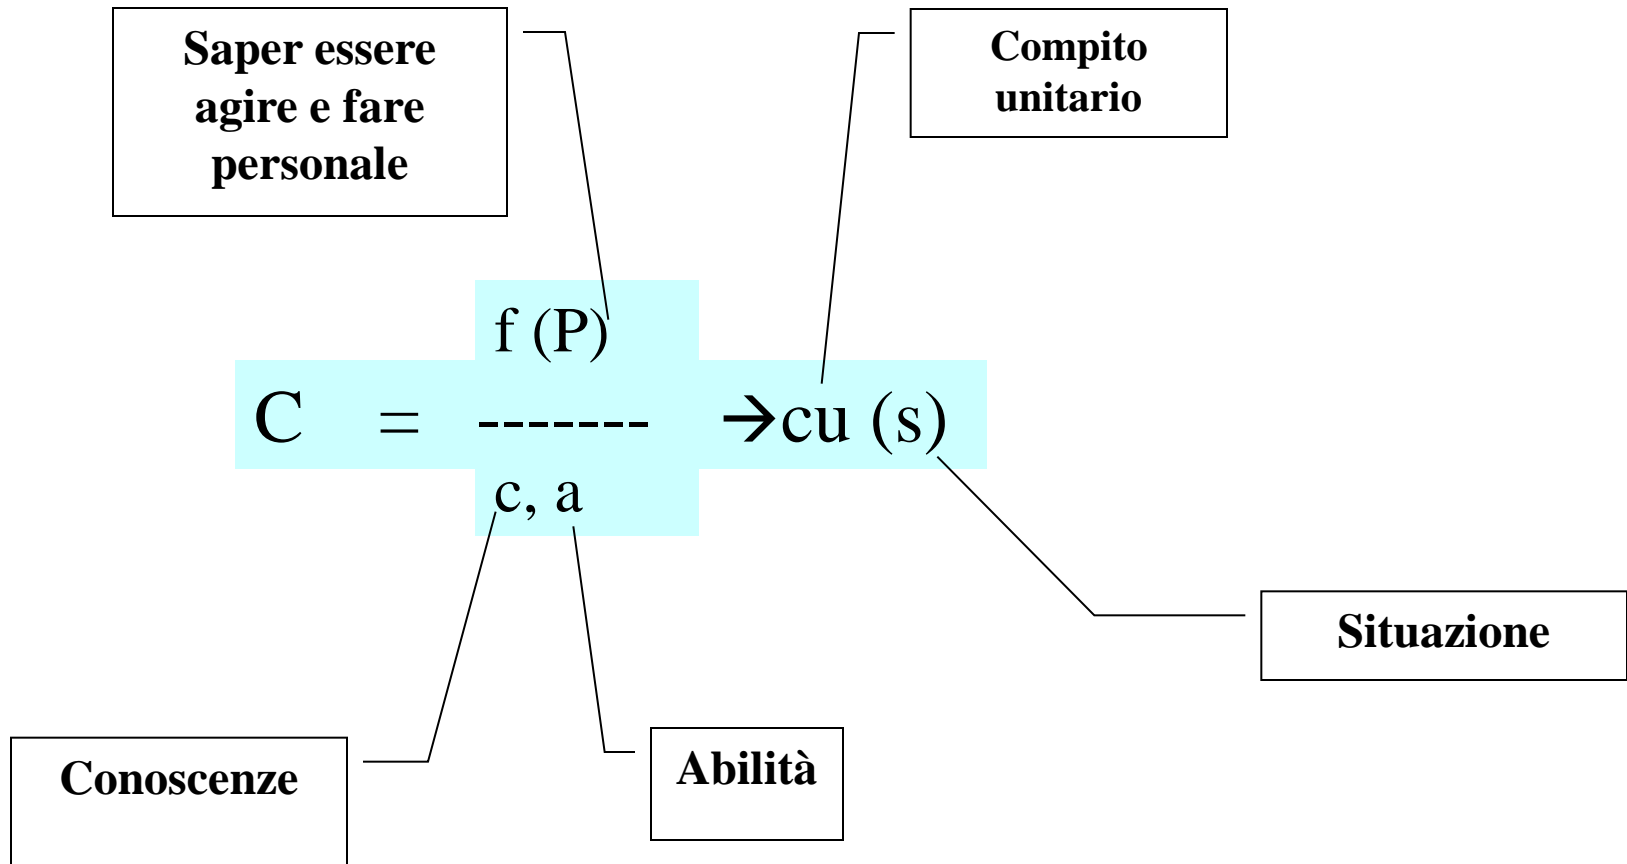 Saper essere
agire e fare
personale
Compito
unitario
f (P)
C = ------- →cu (s)
c, a
Situazione
Conoscenze
Abilità